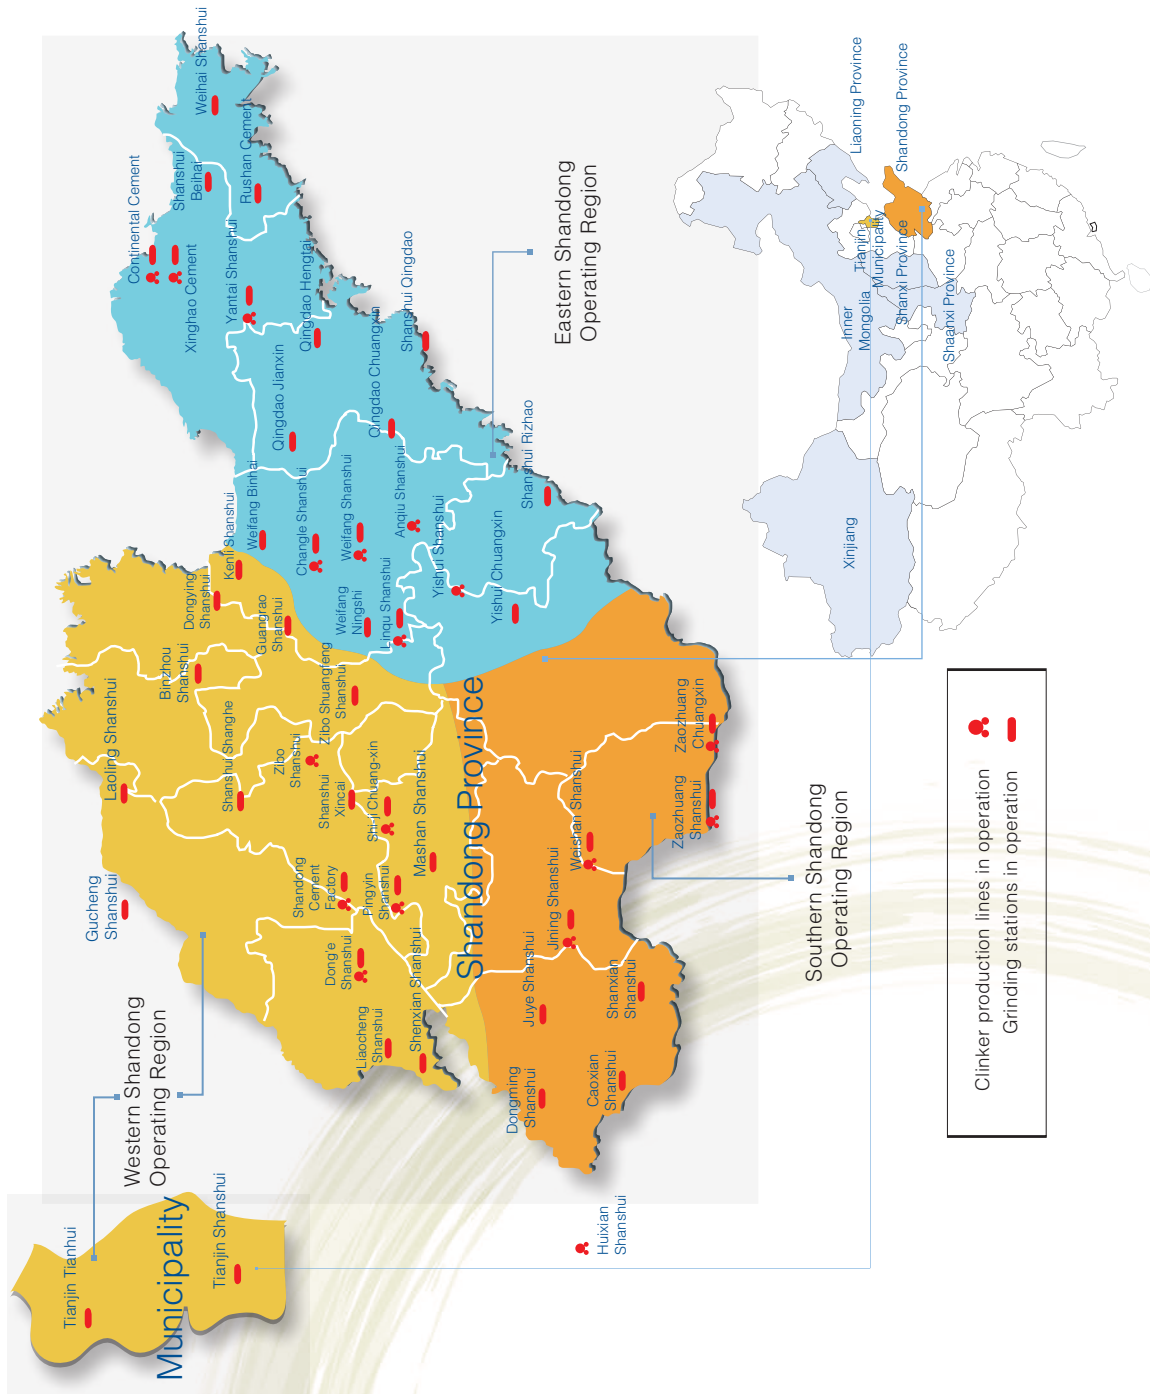 Tianjin Tianhui
Municipality
Tianjin Shanshui
Western Shandong
Operating Region
Gucheng
Shanshui
Laoling Shanshui
Binzhou
Shanshui
Dongying
Shanshui
Kenli Shanshui
Guangrao
Shanshui
Shanshui Shanghe
Zibo
Shanshui
Zibo Shuangfeng
Shanshui
Shanshui
Xincai
Shi-ji Chuang-xin
Mashan Shanshui
Shandong
Cement
Factory
Pingyin
Shanshui
Dong'e
Shanshui
Liaocheng
Shanshui
Shenxian Shanshui
Shandong Province
Continental Cement
Xinghao Cement
Shanshui
Beihai
Weihai Shanshui
Rushan Cement
Yantai Shanshui
Qingdao Hengtai
Qingdao Jianxin
Qingdao Chuangxin
Shanshui Qingdao
Weifang Binhai
Changle Shanshui
Weifang Shanshui
Anqiu Shanshui
Weifang
Ningshi
Linqu Shanshui
Yishui Shanshui
Yishui Chuangxin
Shanshui Rizhao
Eastern Shandong
Operating Region
Dongming
Shanshui
Caoxian
Shanshui
Juye Shanshui
Jining Shanshui
Shanxian
Shanshui
Weishan Shanshui
Zaozhuang
Shanshui
Zaozhuang
Chuangxin
Huixian
Shanshui
Southern Shandong
Operating Region
Xinjiang
Inner
Mongolia
Tianjin
Municipality
Liaoning Province
Shandong Province
Shanxi Province
Shaanxi Province
Clinker production lines in operation
Grinding stations in operation